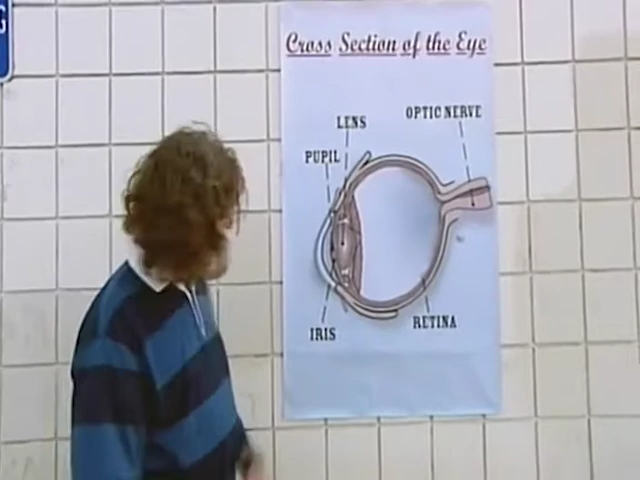 Cross Section of the Eye
OPTIC NERVE
LENS
PUPIL
IRIS
RETINA